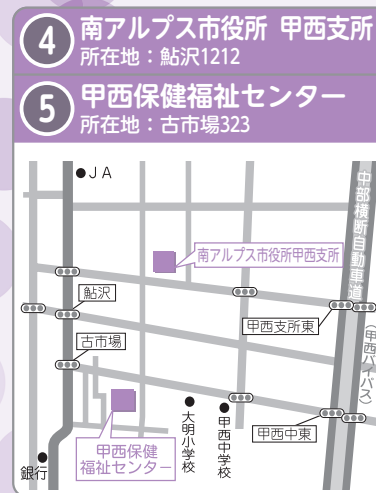 4 南アルプス市役所 甲西支所
所在地：鮎沢1212
5 甲西保健福祉センター
所在地：古市場323
●JA
中部横断自動車道
（甲西バイパス）
南アルプス市役所甲西支所
鮎沢
甲西支所東
古市場
大明小学校
甲西中学校
甲西中東
甲西保健
福祉センター
銀行